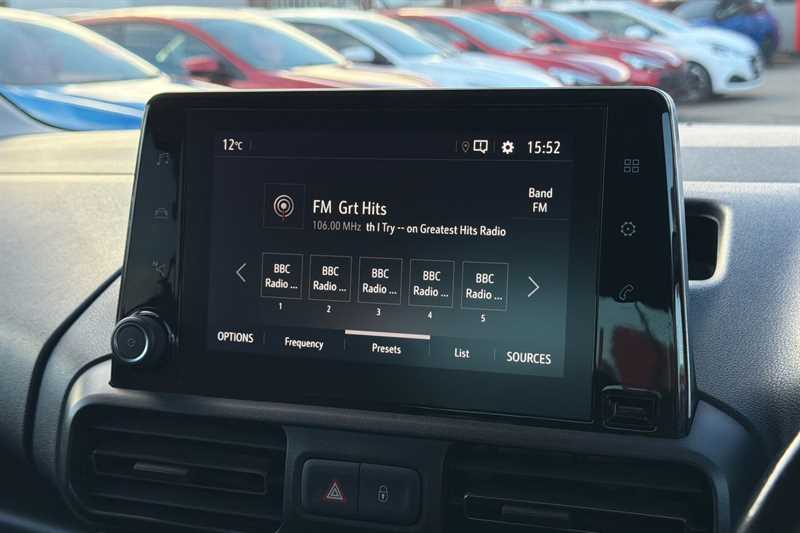 12°C
15:52
Band
FM
FM Grt Hits
106.00 MHz th I Try -- on Greatest Hits Radio
BBC
Radio ...
1
BBC
Radio ...
2
BBC
Radio ...
3
BBC
Radio ...
4
BBC
Radio ...
5
OPTIONS
Frequency
Presets
List
SOURCES